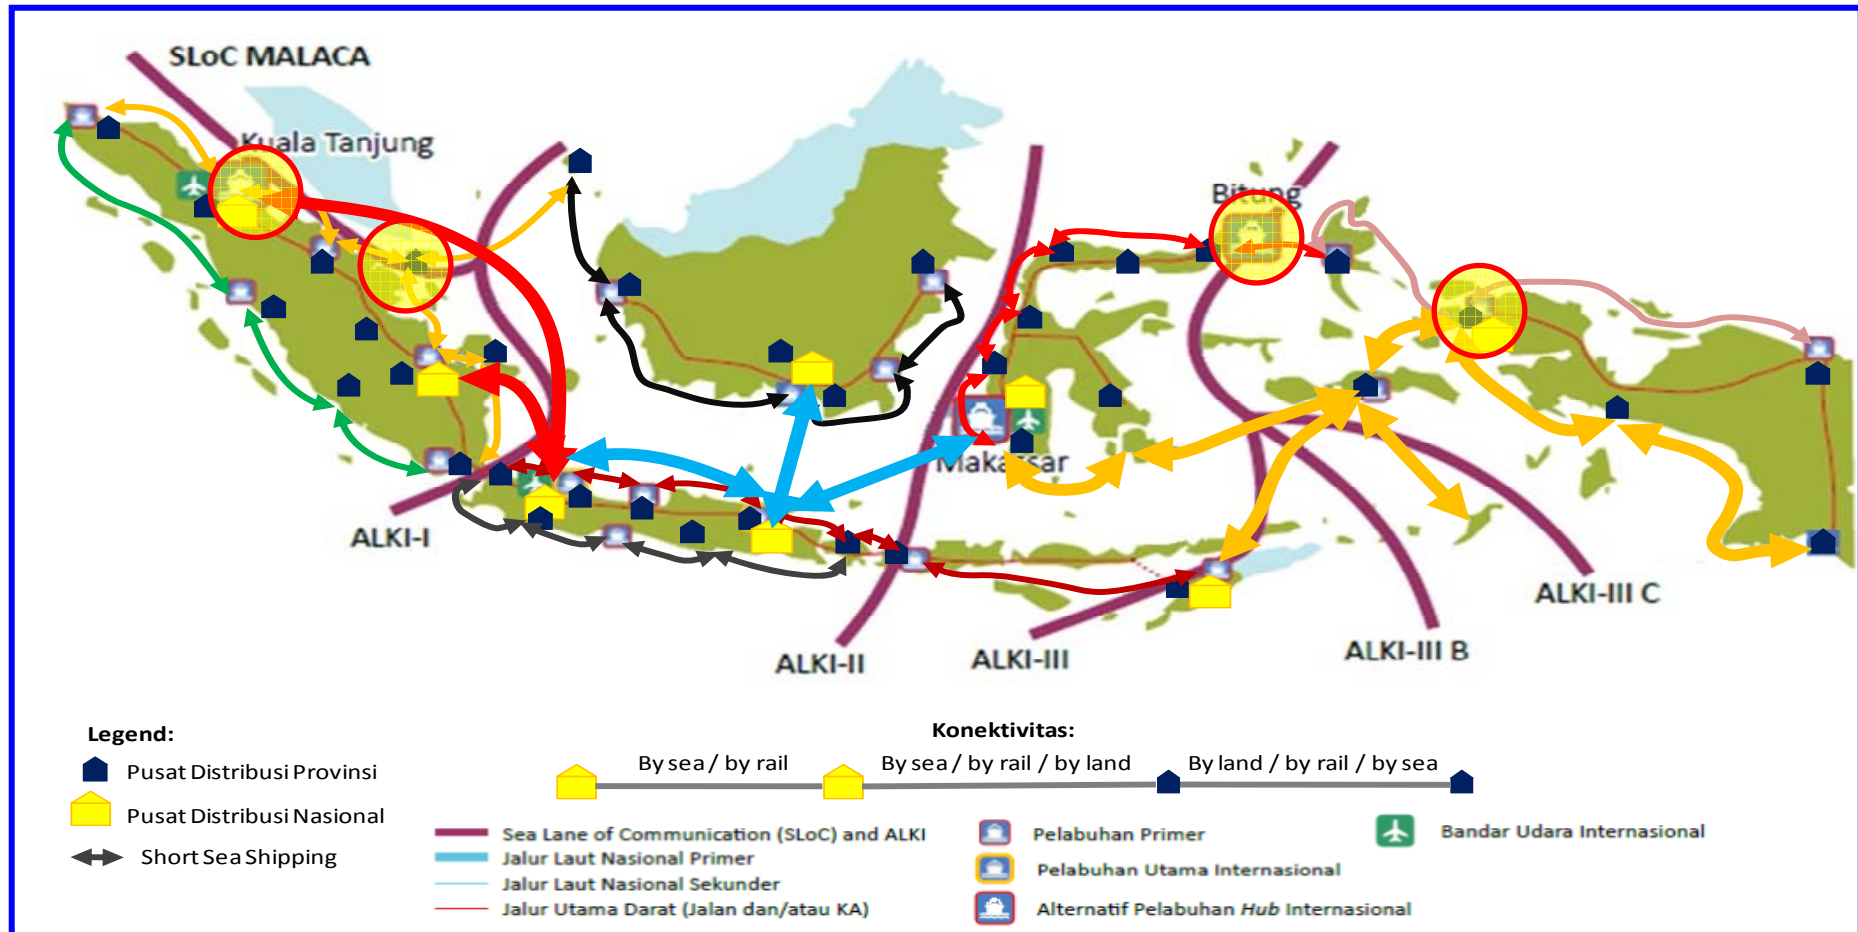 SLoC MALACA
Kuala Tanjung
Bitung
Makassar
ALKI-I
ALKI-II
ALKI-III
ALKI-III B
ALKI-III C
Legend:
Pusat Distribusi Provinsi
Pusat Distribusi Nasional
Short Sea Shipping
Konektivitas:
By sea / by rail
By sea / by rail / by land
By land / by rail / by sea
Sea Lane of Communication (SLoC) and ALKI
Jalur Laut Nasional Primer
Jalur Laut Nasional Sekunder
Jalur Utama Darat (Jalan dan/atau KA)
Pelabuhan Primer
Pelabuhan Utama Internasional
Alternatif Pelabuhan Hub Internasional
Bandar Udara Internasional